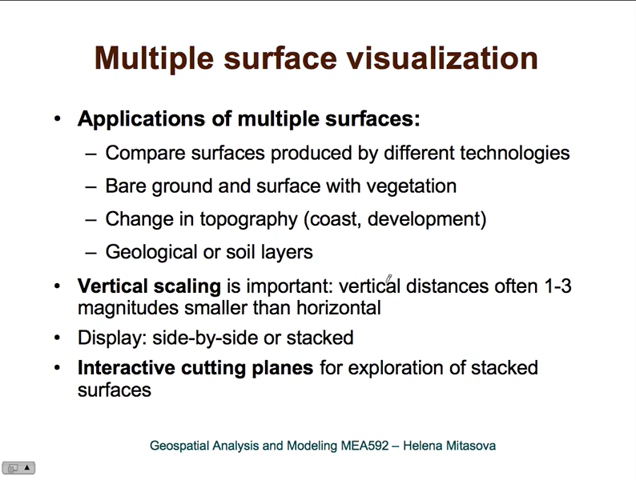 Multiple surface visualization
• Applications of multiple surfaces:
– Compare surfaces produced by different technologies
– Bare ground and surface with vegetation
– Change in topography (coast, development)
– Geological or soil layers
• Vertical scaling is important: vertical distances often 1-3
magnitudes smaller than horizontal
• Display: side-by-side or stacked
• Interactive cutting planes for exploration of stacked
surfaces
Geospatial Analysis and Modeling MEA592 – Helena Mitasova